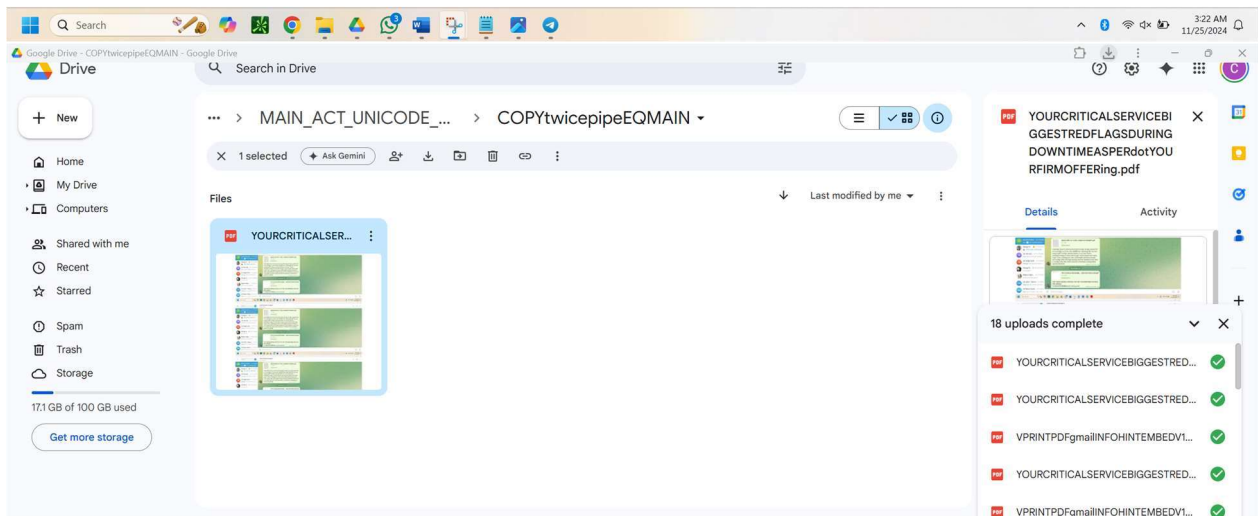 Search
3:22 AM
11/25/2024
Google Drive - COPYtwicepipeEQMAIN - Google Drive
Drive
Search in Drive
New
Home
My Drive
Computers
Shared with me
Recent
Starred
Spam
Trash
Storage
17.1 GB of 100 GB used
Get more storage
MAIN_ACT_UNICODE_...
COPYtwicepipeEQMAIN
1 selected
Ask Gemini
Files
Last modified by me
YOURCRITICALSER...
YOURCRITICALSERVICEBI
GGESTREDFLAGSDURING
DOWNTIMEASPERdotYOU
RFIRMOFFERing.pdf
Details
Activity
18 uploads complete
YOURCRITICALSERVICEBIGGESTRED...
YOURCRITICALSERVICEBIGGESTRED...
VPRINTPDFgmailINFOHINTEMBEDV1...
YOURCRITICALSERVICEBIGGESTRED...
VPRINTPDFgmailINFOHINTEMBEDV1...